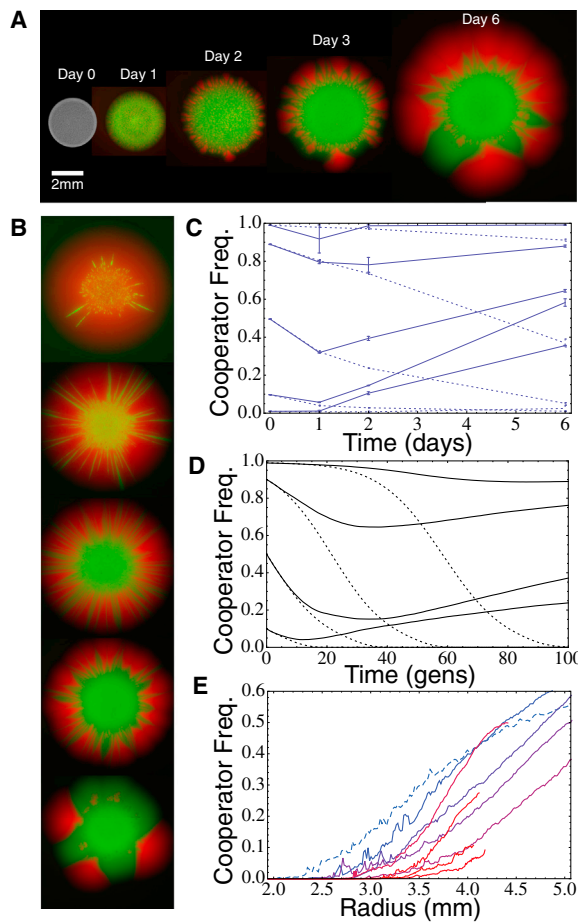 A
Day 0
Day 1
Day 2
Day 3
Day 6
2mm
B
C
Cooperator Freq.
1.0
0.8
0.6
0.4
0.2
0.0
0 1 2 3 4 5 6
Time (days)
D
Cooperator Freq.
1.0
0.8
0.6
0.4
0.2
0.0
0 20 40 60 80 100
Time (gens)
E
Cooperator Freq.
0.6
0.5
0.4
0.3
0.2
0.1
0.0
2.0 2.5 3.0 3.5 4.0 4.5 5.0
Radius (mm)